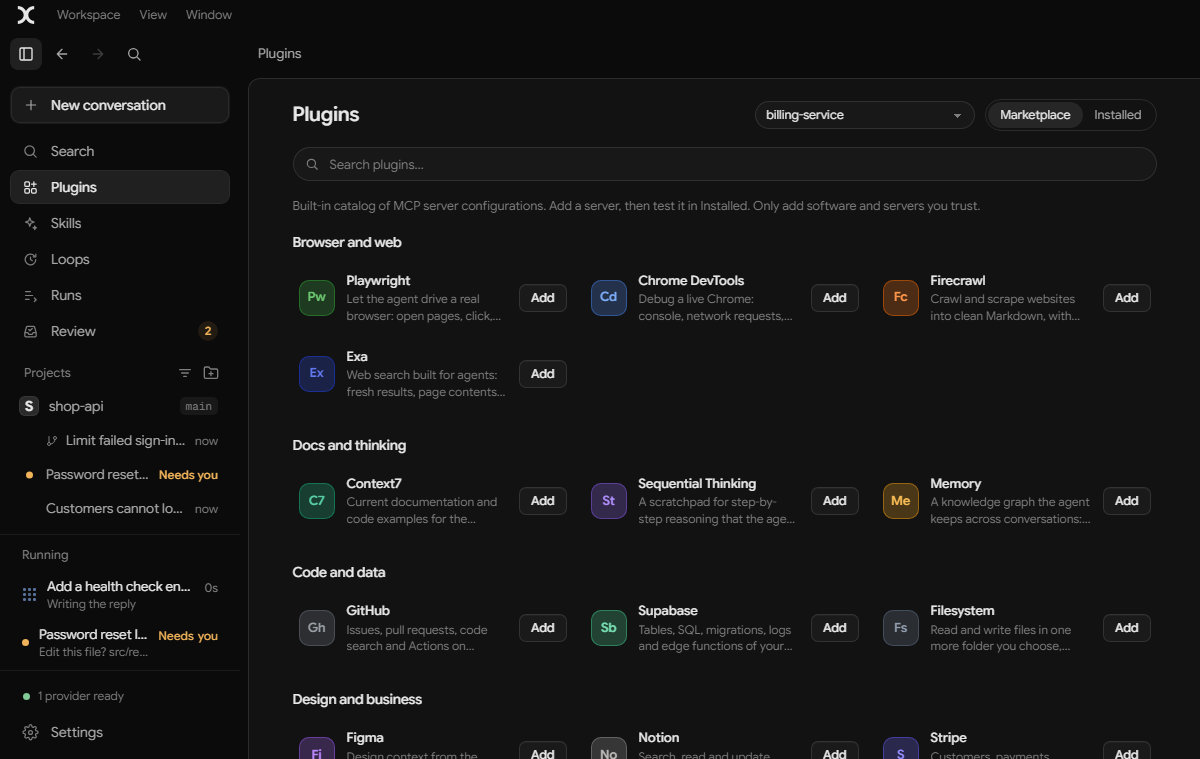 Workspace View Window
Plugins
New conversation
Search
Plugins
Skills
Loops
Runs
Review 2
Projects
S shop-api main
Limit failed sign-in... now
Password reset... Needs you
Customers cannot lo... now
Running
Add a health check en... 0s
Writing the reply
Password reset l... Needs you
Edit this file? src/re...
1 provider ready
Settings
Plugins
billing-service
Marketplace Installed
Search plugins...
Built-in catalog of MCP server configurations. Add a server, then test it in Installed. Only add software and servers you trust.
Browser and web
Pw
Playwright
Let the agent drive a real
browser: open pages, click,...
Add
Cd
Chrome DevTools
Debug a live Chrome:
console, network requests,...
Add
Fc
Firecrawl
Crawl and scrape websites
into clean Markdown, with...
Add
Ex
Exa
Web search built for agents:
fresh results, page contents...
Add
Docs and thinking
C7
Context7
Current documentation and
code examples for the...
Add
St
Sequential Thinking
A scratchpad for step-by-
step reasoning that the age...
Add
Me
Memory
A knowledge graph the agent
keeps across conversations:...
Add
Code and data
Gh
GitHub
Issues, pull requests, code
search and Actions on...
Add
Sb
Supabase
Tables, SQL, migrations, logs
and edge functions of your...
Add
Fs
Filesystem
Read and write files in one
more folder you choose,...
Add
Design and business
Fi
Figma
Design context from the
Add
No
Notion
Search, read and update
Add
S
Stripe
Customers, payments
Add